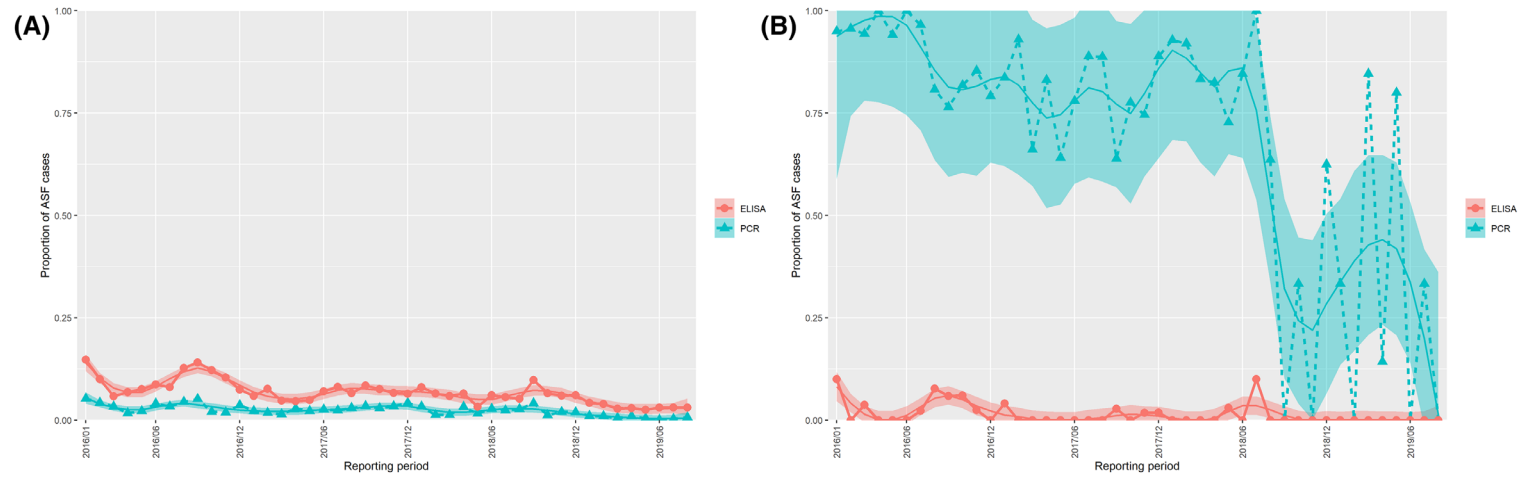 (A)
Proportion of ASF cases
1.00
0.75
0.50
0.25
0.00
2016/01
2016/06
2016/12
2017/06
2017/12
2018/06
2018/12
2019/06
Reporting period
ELISA
PCR
(B)
Proportion of ASF cases
1.00
0.75
0.50
0.25
0.00
2016/01
2016/06
2016/12
2017/06
2017/12
2018/06
2018/12
2019/06
Reporting period
ELISA
PCR